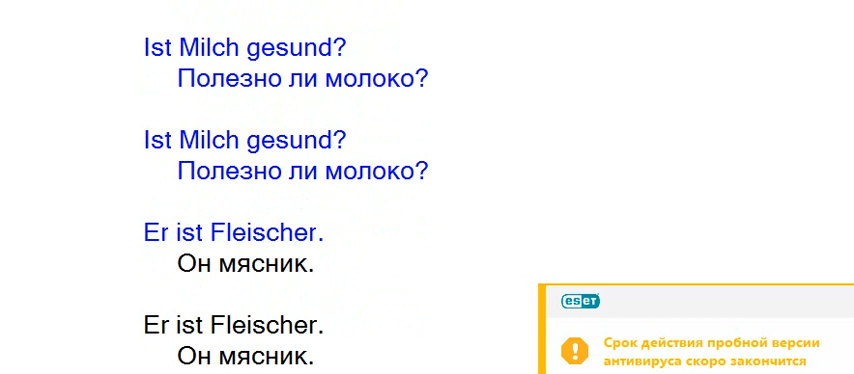 Ist Milch gesund?
Полезно ли молоко?
Ist Milch gesund?
Полезно ли молоко?
Er ist Fleischer.
Он мясник.
Er ist Fleischer.
Он мясник.
eset
Срок действия пробной версии
антивируса скоро закончится